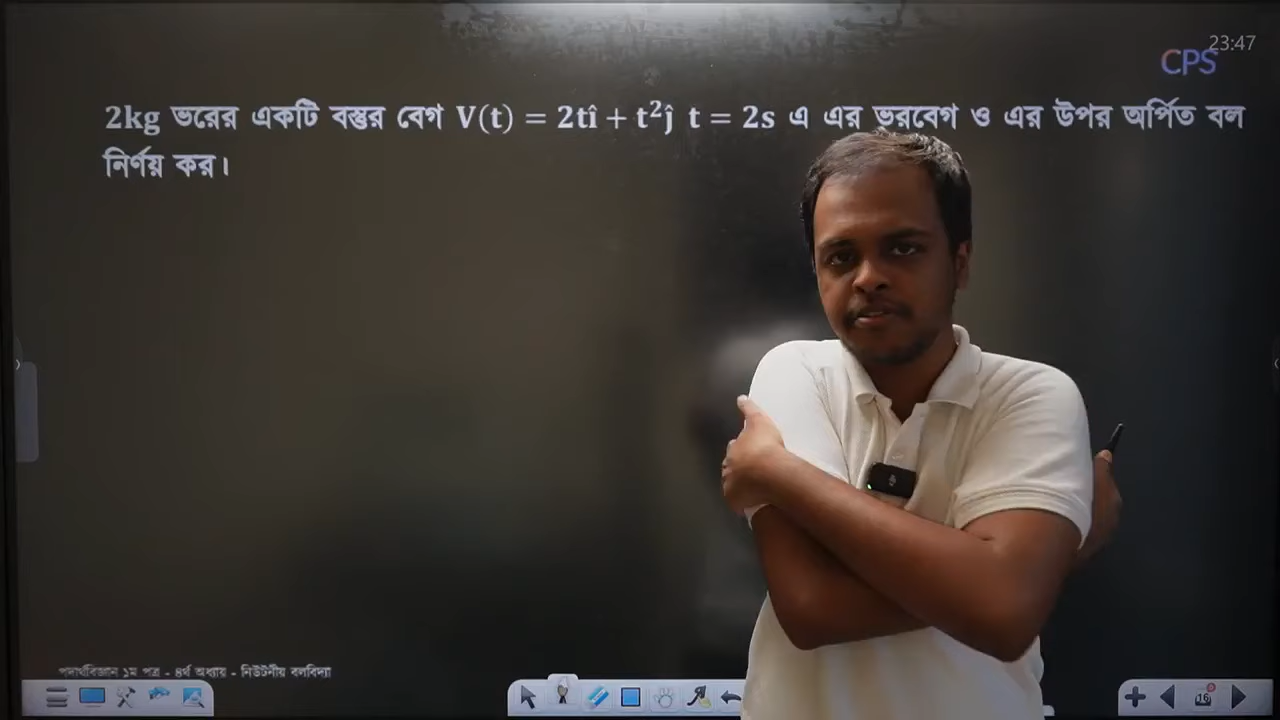 23:47
CPS
2kg ভরের একটি বস্তুর বেগ V(t) = 2tî + t²ĵ t = 2s এ এর ভরবেগ ও এর উপর অর্পিত বল
নির্ণয় কর।
পদার্থবিজ্ঞান ১ম পত্র - ৪র্থ অধ্যায় - নিউটনীয় বলবিদ্যা
16